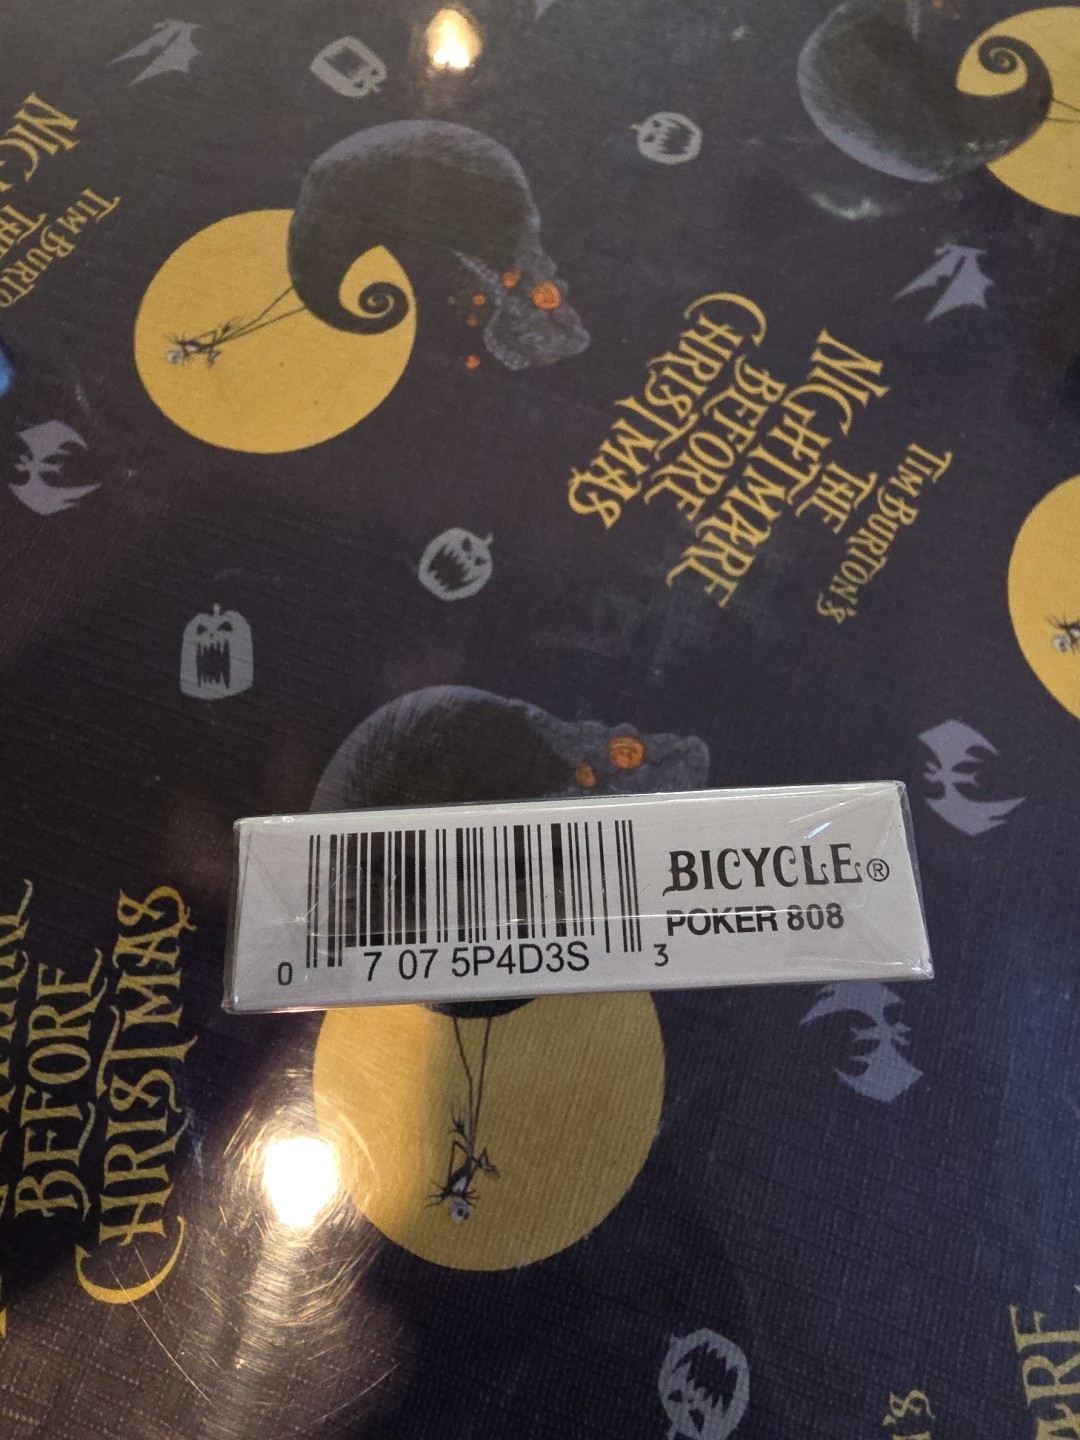 TIM BURTON'S
THE
NIGHTMARE
BEFORE
CHRISTMAS
BICYCLE®
POKER 808
0 7 07 5P4D3S 3
BEFORE
CHRISTMAS